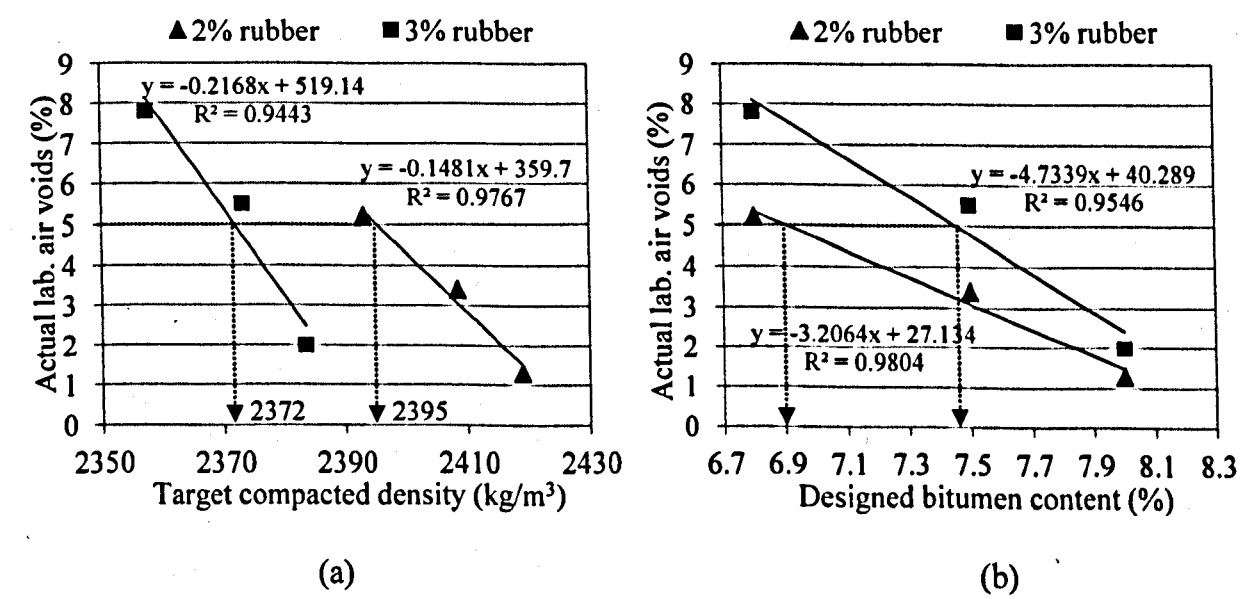 ▲ 2% rubber ■ 3% rubber
9
8
7
6
5
4
3
2
1
0
Actual lab. air voids (%)
y = -0.2168x + 519.14
R² = 0.9443
y = -0.1481x + 359.7
R² = 0.9767
2372
2395
2350 2370 2390 2410 2430
Target compacted density (kg/m³)
(a)
▲ 2% rubber ■ 3% rubber
9
8
7
6
5
4
3
2
1
0
Actual lab. air voids (%)
y = -4.7339x + 40.289
R² = 0.9546
y = -3.2064x + 27.134
R² = 0.9804
6.7 6.9 7.1 7.3 7.5 7.7 7.9 8.1 8.3
Designed bitumen content (%)
(b)